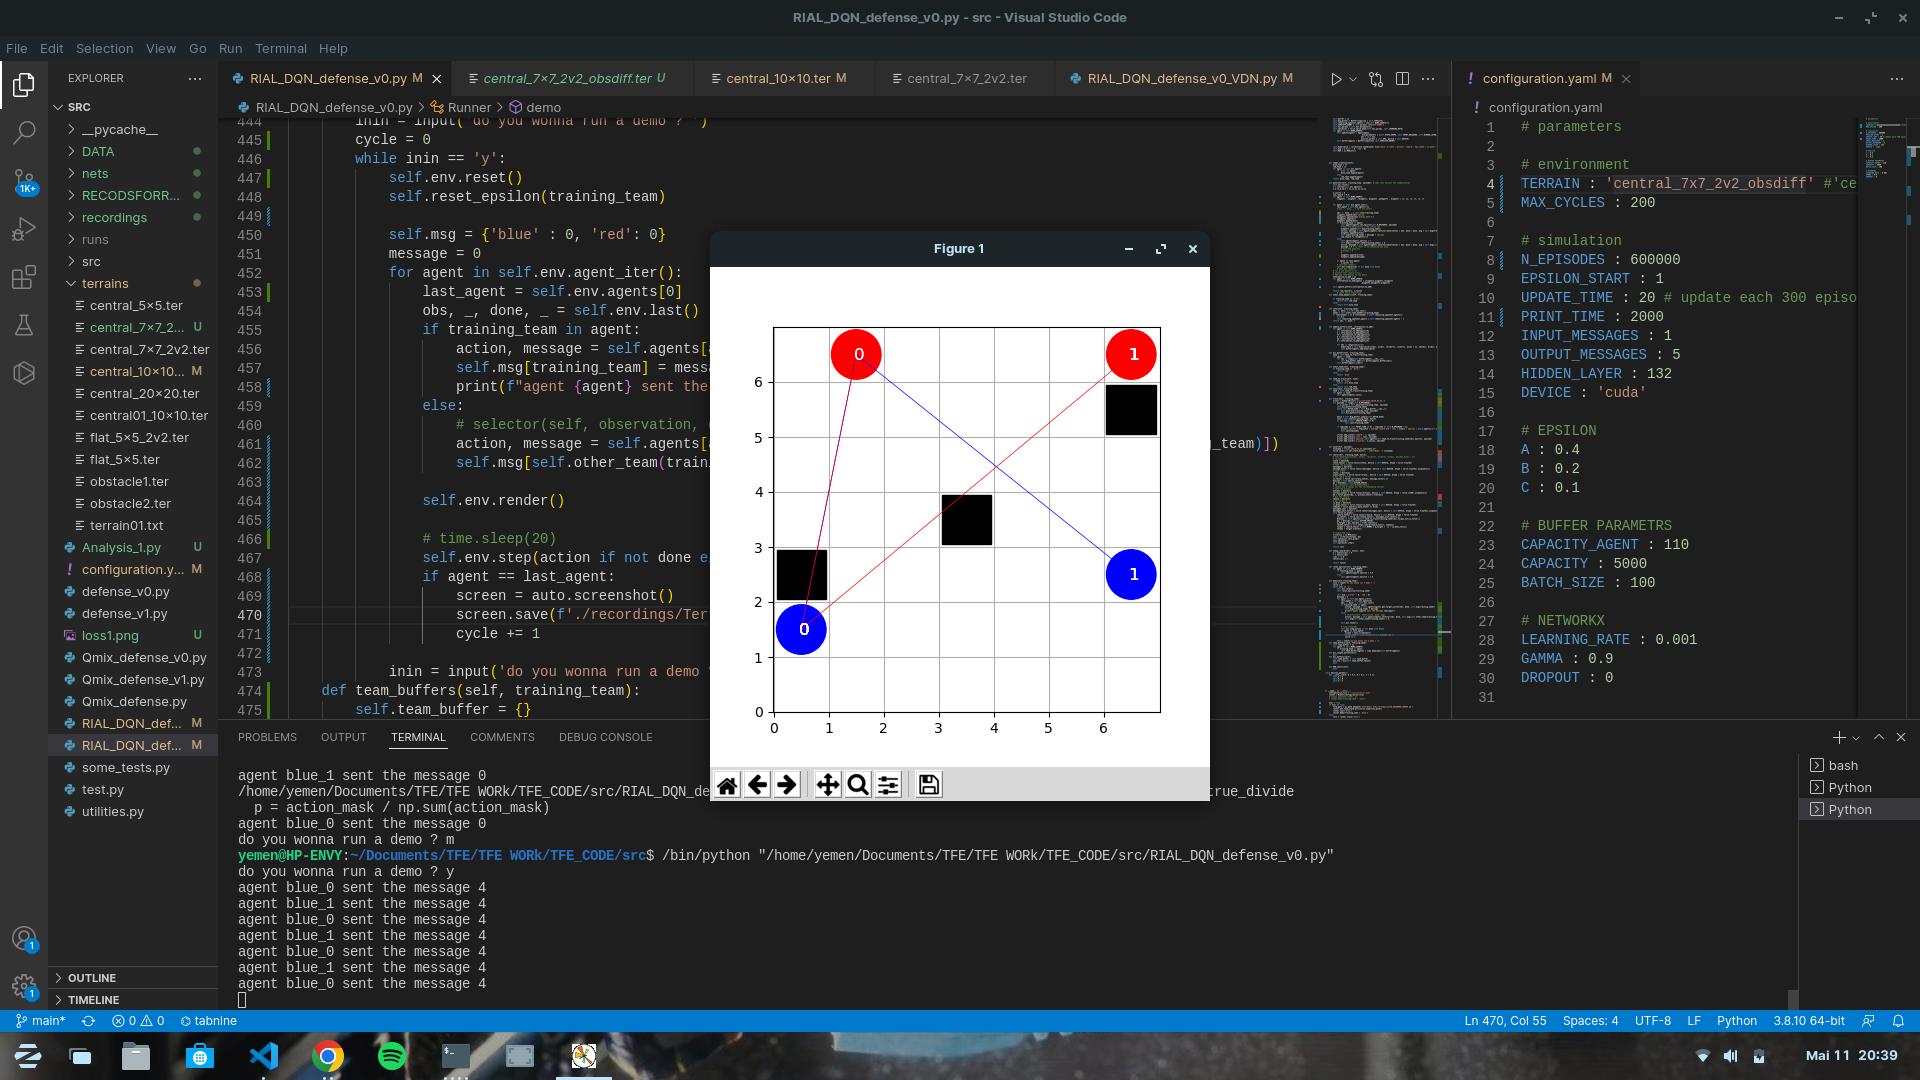 RIAL_DQN_defense_v0.py - src - Visual Studio Code
File Edit Selection View Go Run Terminal Help
EXPLORER
SRC
__pycache__
DATA
nets
RECODSFORR...
recordings
runs
src
terrains
central_5×5.ter
central_7×7_2... U
central_7×7_2v2.ter
central_10×10... M
central_20×20.ter
central01_10×10.ter
flat_5×5_2v2.ter
flat_5×5.ter
obstacle1.ter
obstacle2.ter
terrain01.txt
Analysis_1.py U
configuration.y... M
defense_v0.py
defense_v1.py
loss1.png U
Qmix_defense_v0.py
Qmix_defense_v1.py
Qmix_defense.py
RIAL_DQN_def... M
RIAL_DQN_def... M
some_tests.py
test.py
utilities.py
OUTLINE
TIMELINE
1K+
1
1
RIAL_DQN_defense_v0.py M central_7×7_2v2_obsdiff.ter U central_10×10.ter M central_7×7_2v2.ter RIAL_DQN_defense_v0_VDN.py M
RIAL_DQN_defense_v0.py > Runner > demo
444 inin = input('do you wonna run a demo ? ')
445 cycle = 0
446 while inin == 'y':
447 self.env.reset()
448 self.reset_epsilon(training_team)
449
450 self.msg = {'blue' : 0, 'red': 0}
451 message = 0
452 for agent in self.env.agent_iter():
453 last_agent = self.env.agents[0]
454 obs, _, done, _ = self.env.last()
455 if training_team in agent:
456 action, message = self.agents[
457 self.msg[training_team] = mess
458 print(f"agent {agent} sent the
459 else:
460 # selector(self, observation,
461 action, message = self.agents[ g_team)])
462 self.msg[self.other_team(train
463
464 self.env.render()
465
466 # time.sleep(20)
467 self.env.step(action if not done e
468 if agent == last_agent:
469 screen = auto.screenshot()
470 screen.save(f'./recordings/Ter
471 cycle += 1
472
473 inin = input('do you wonna run a demo
474 def team_buffers(self, training_team):
475 self.team_buffer = {}
Figure 1
0 1
1
0
6
5
4
3
2
1
0
0 1 2 3 4 5 6
configuration.yaml M
configuration.yaml
1 # parameters
2
3 # environment
4 TERRAIN : 'central_7x7_2v2_obsdiff' #'ce
5 MAX_CYCLES : 200
6
7 # simulation
8 N_EPISODES : 600000
9 EPSILON_START : 1
10 UPDATE_TIME : 20 # update each 300 episo
11 PRINT_TIME : 2000
12 INPUT_MESSAGES : 1
13 OUTPUT_MESSAGES : 5
14 HIDDEN_LAYER : 132
15 DEVICE : 'cuda'
16
17 # EPSILON
18 A : 0.4
19 B : 0.2
20 C : 0.1
21
22 # BUFFER PARAMETRS
23 CAPACITY_AGENT : 110
24 CAPACITY : 5000
25 BATCH_SIZE : 100
26
27 # NETWORKX
28 LEARNING_RATE : 0.001
29 GAMMA : 0.9
30 DROPOUT : 0
31
PROBLEMS OUTPUT TERMINAL COMMENTS DEBUG CONSOLE
agent blue_1 sent the message 0
/home/yemen/Documents/TFE/TFE WORk/TFE_CODE/src/RIAL_DQN_de true_divide
p = action_mask / np.sum(action_mask)
agent blue_0 sent the message 0
do you wonna run a demo ? m
yemen@HP-ENVY:~/Documents/TFE/TFE WORk/TFE_CODE/src$ /bin/python "/home/yemen/Documents/TFE/TFE WORk/TFE_CODE/src/RIAL_DQN_defense_v0.py"
do you wonna run a demo ? y
agent blue_0 sent the message 4
agent blue_1 sent the message 4
agent blue_0 sent the message 4
agent blue_1 sent the message 4
agent blue_0 sent the message 4
agent blue_1 sent the message 4
agent blue_0 sent the message 4
bash
Python
Python
main* 0 0 tabnine Ln 470, Col 55 Spaces: 4 UTF-8 LF Python 3.8.10 64-bit
Mai 11 20:39